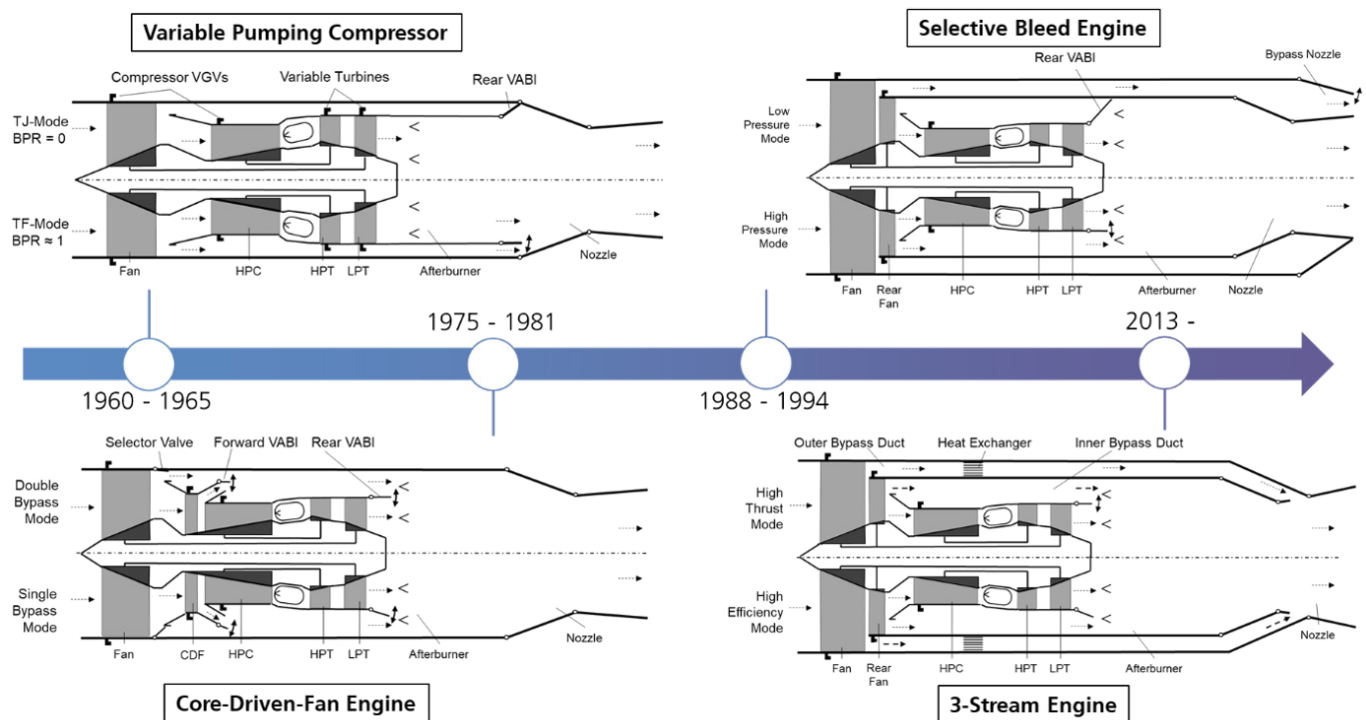 Variable Pumping Compressor
Compressor VGVs
Variable Turbines
Rear VABI
TJ-Mode
BPR = 0
TF-Mode
BPR ≈ 1
Fan
HPC
HPT
LPT
Afterburner
Nozzle
Selective Bleed Engine
Rear VABI
Bypass Nozzle
Low
Pressure
Mode
High
Pressure
Mode
Fan
Rear
Fan
HPC
HPT
LPT
Afterburner
Nozzle
1960 - 1965
1975 - 1981
1988 - 1994
2013 -
Selector Valve
Forward VABI
Rear VABI
Double
Bypass
Mode
Single
Bypass
Mode
Fan
CDF
HPC
HPT
LPT
Afterburner
Nozzle
Core-Driven-Fan Engine
Outer Bypass Duct
Heat Exchanger
Inner Bypass Duct
High
Thrust
Mode
High
Efficiency
Mode
Fan
Rear
Fan
HPC
HPT
LPT
Afterburner
Nozzle
3-Stream Engine